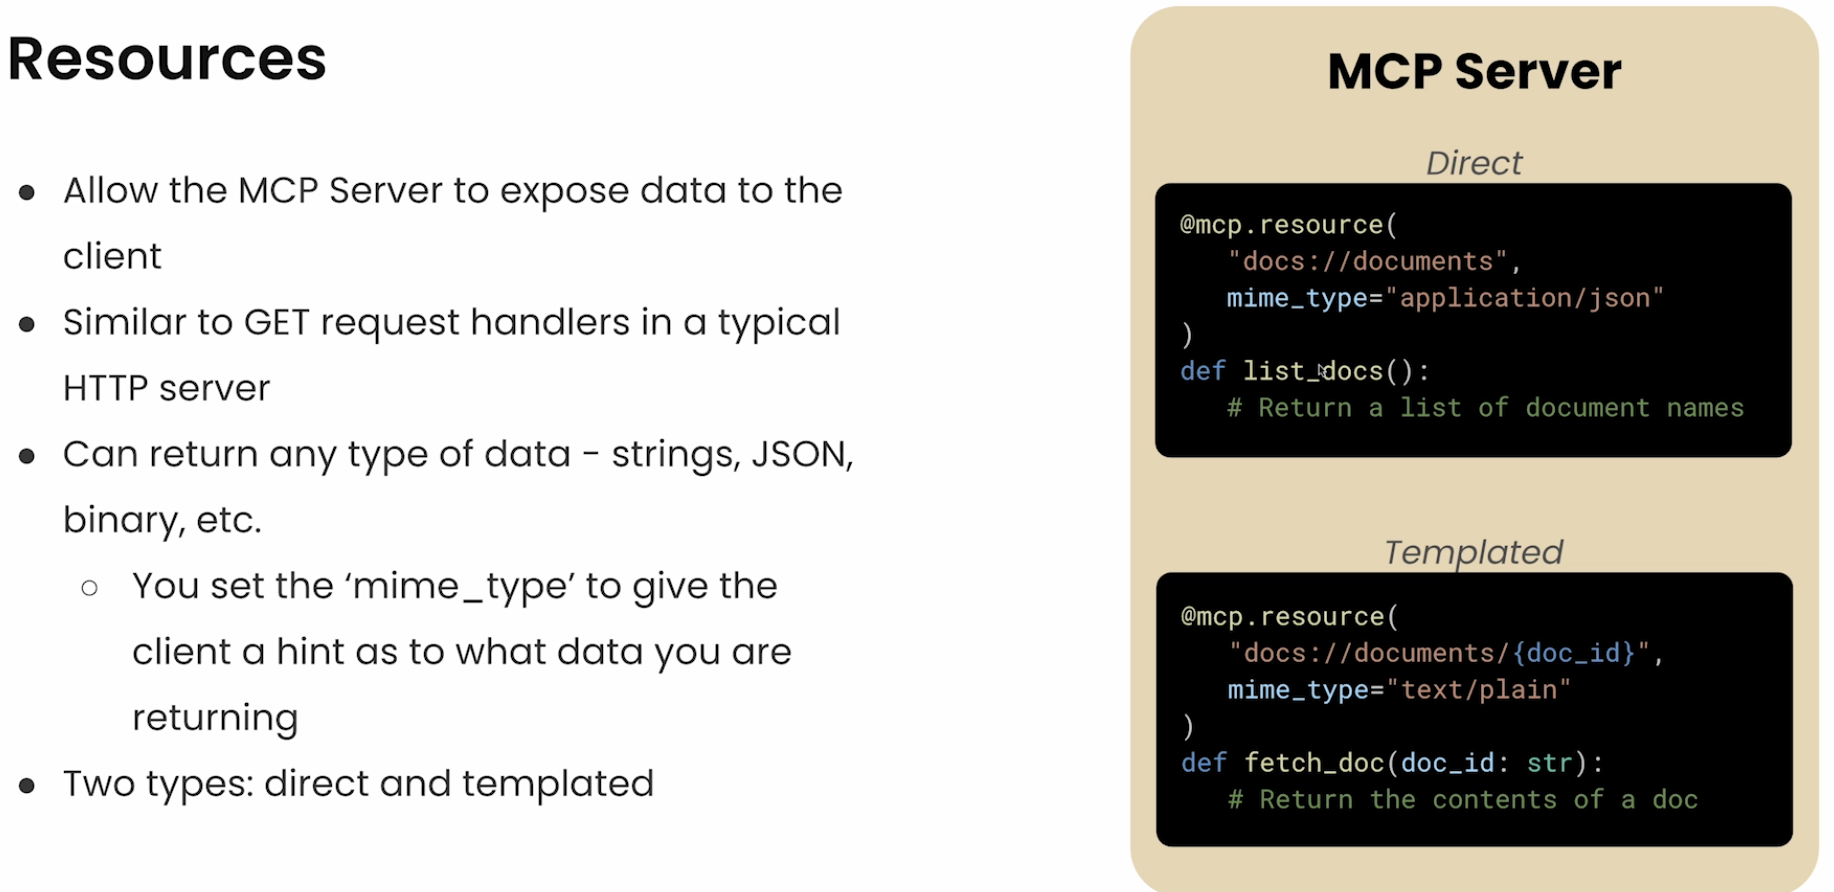 Resources
● Allow the MCP Server to expose data to the
client
● Similar to GET request handlers in a typical
HTTP server
● Can return any type of data - strings, JSON,
binary, etc.
○ You set the ‘mime_type’ to give the
client a hint as to what data you are
returning
● Two types: direct and templated
MCP Server
Direct
@mcp.resource(
"docs://documents",
mime_type="application/json"
)
def list_docs():
# Return a list of document names
Templated
@mcp.resource(
"docs://documents/{doc_id}",
mime_type="text/plain"
)
def fetch_doc(doc_id: str):
# Return the contents of a doc